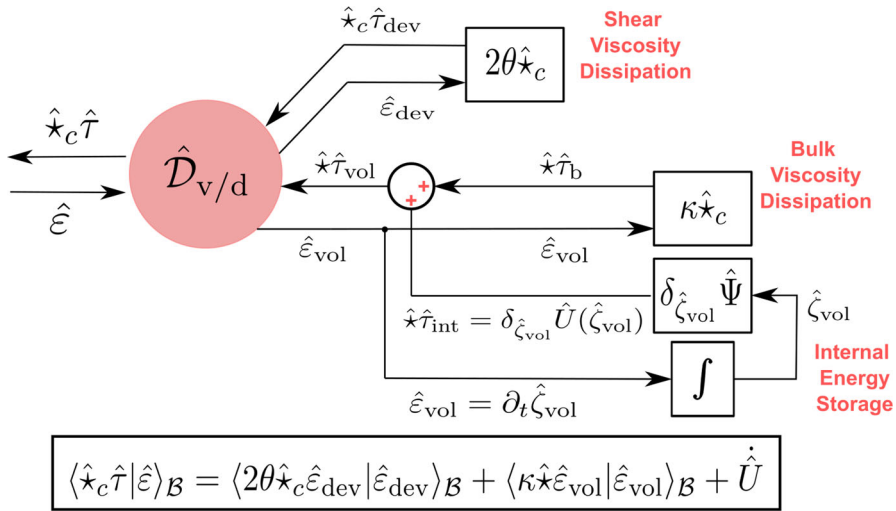 ⋆̂_c τ̂_dev
2θ⋆̂_c
Shear
Viscosity
Dissipation
ε̂_dev
⋆̂_c τ̂
ε̂
𝒟̂_v/d
⋆̂τ̂_vol
+
+
⋆̂τ̂_b
κ⋆̂_c
Bulk
Viscosity
Dissipation
ε̂_vol
ε̂_vol
⋆̂τ̂_int = δ_ζ̂_vol Û(ζ̂_vol)
δ_ζ̂_vol Ψ̂
ζ̂_vol
∫
Internal
Energy
Storage
ε̂_vol = ∂_t ζ̂_vol
⟨⋆̂_c τ̂|ε̂⟩_ℬ = ⟨2θ⋆̂_c ε̂_dev|ε̂_dev⟩_ℬ + ⟨κ⋆̂ε̂_vol|ε̂_vol⟩_ℬ + U̇̂